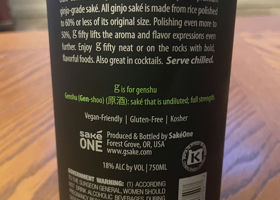 ginjo-grade saké. All ginjo saké is made from rice polished
to 60% or less of its original size. Polishing even more to
50%, g fifty lifts the aroma and flavor expressions even
further. Enjoy g fifty neat or on the rocks with bold,
flavorful foods. Also great in cocktails. Serve chilled.
g is for genshu
Genshu (Gen-shoo) (原酒): saké that is undiluted; full strength
Vegan-Friendly | Gluten-Free | Kosher
saké
ONE
Produced & Bottled by SakéOne
Forest Grove, OR, USA
www.gsake.com
18% ALC by VOL | 750ML
K
GOVERNMENT WARNING: (1) ACCORDING
TO THE SURGEON GENERAL, WOMEN SHOULD
NOT DRINK ALCOHOLIC BEVERAGES DURING